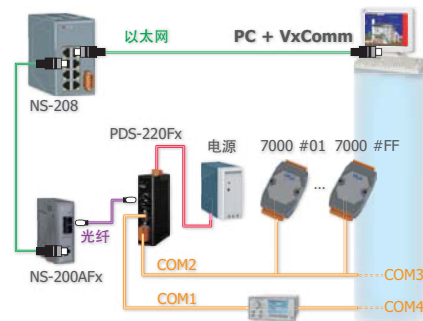 以太网
PC + VxComm
NS-208
PDS-220Fx
电源
7000 #01
7000 #FF
...
光纤
NS-200AFx
COM2
COM3
COM1
COM4